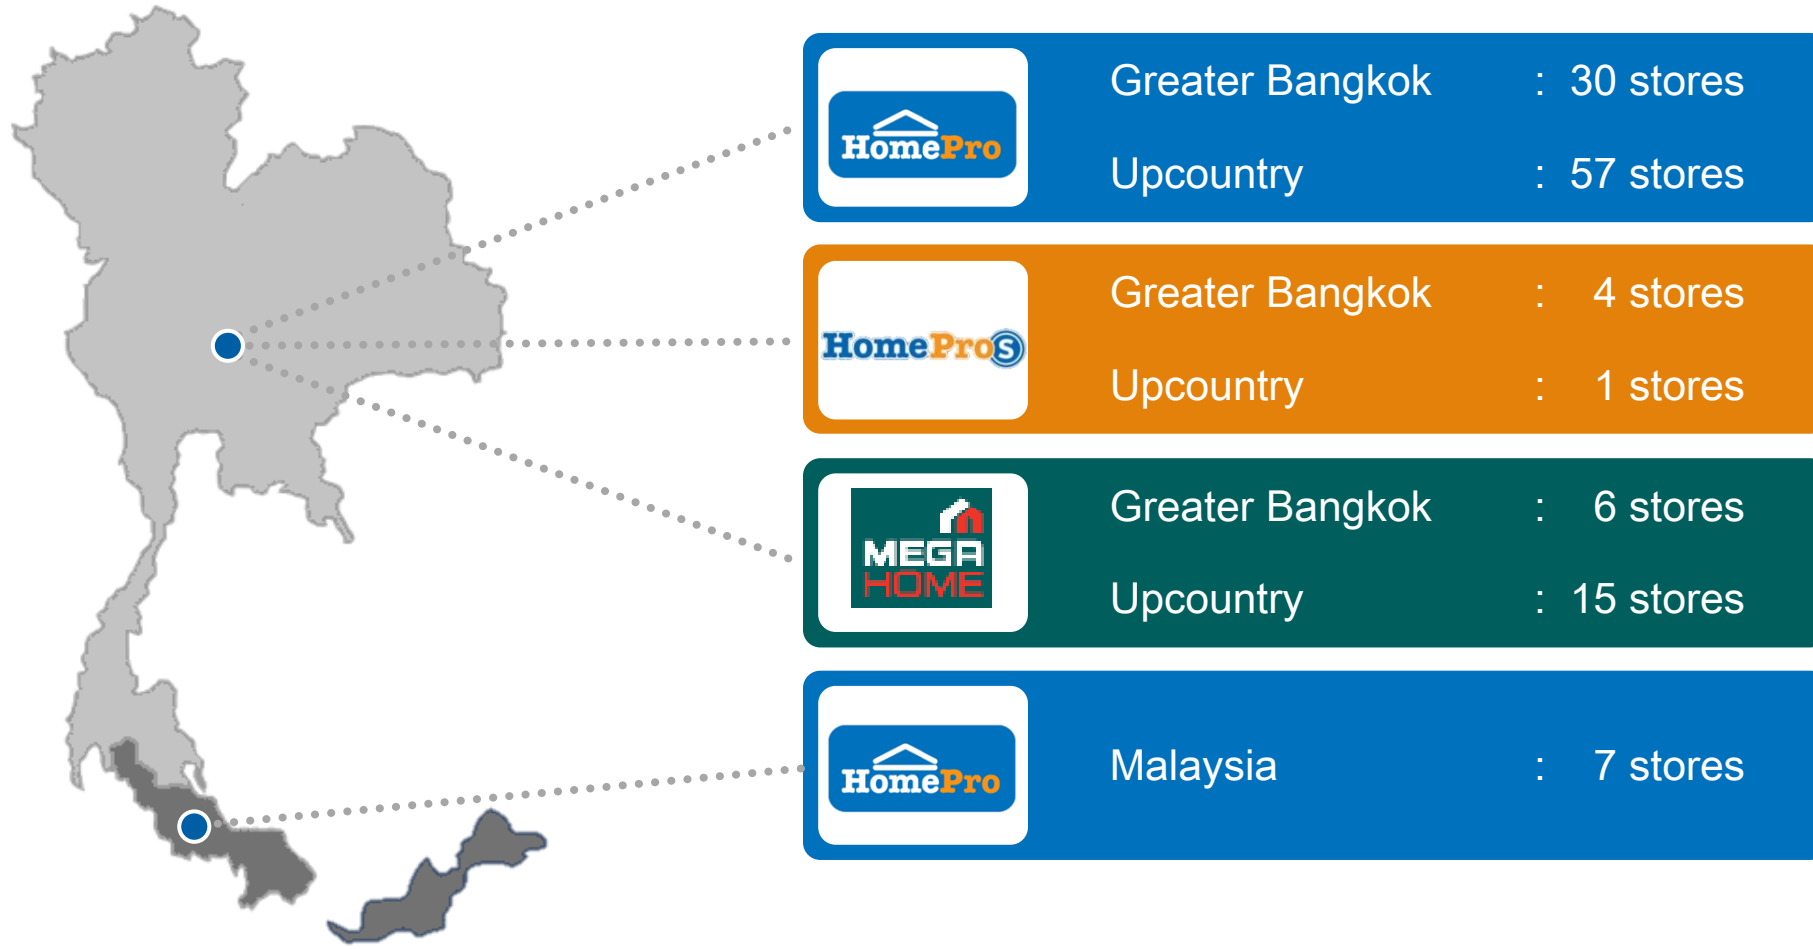 HomePro
Greater Bangkok : 30 stores
Upcountry : 57 stores
HomePro S
Greater Bangkok : 4 stores
Upcountry : 1 stores
MEGA
HOME
Greater Bangkok : 6 stores
Upcountry : 15 stores
HomePro
Malaysia : 7 stores